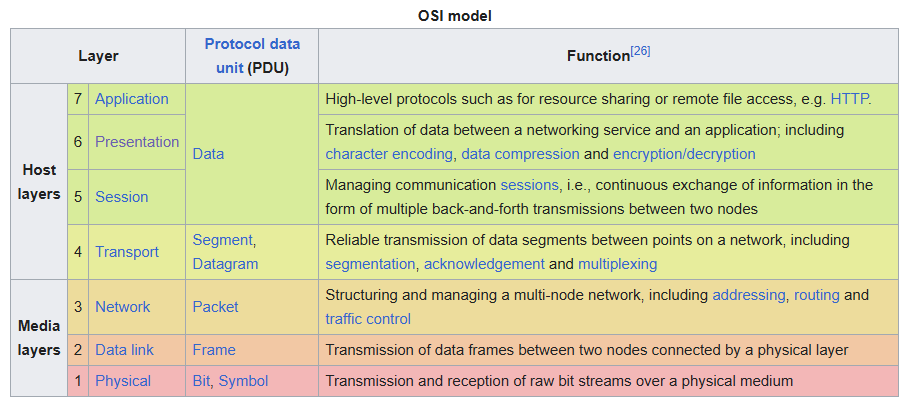 OSI model
Layer
Protocol data
unit (PDU)
Function[26]
Host
layers
7 Application
Data
High-level protocols such as for resource sharing or remote file access, e.g. HTTP.
6 Presentation
Translation of data between a networking service and an application; including
character encoding, data compression and encryption/decryption
5 Session
Managing communication sessions, i.e., continuous exchange of information in the
form of multiple back-and-forth transmissions between two nodes
4 Transport
Segment,
Datagram
Reliable transmission of data segments between points on a network, including
segmentation, acknowledgement and multiplexing
Media
layers
3 Network
Packet
Structuring and managing a multi-node network, including addressing, routing and
traffic control
2 Data link
Frame
Transmission of data frames between two nodes connected by a physical layer
1 Physical
Bit, Symbol
Transmission and reception of raw bit streams over a physical medium